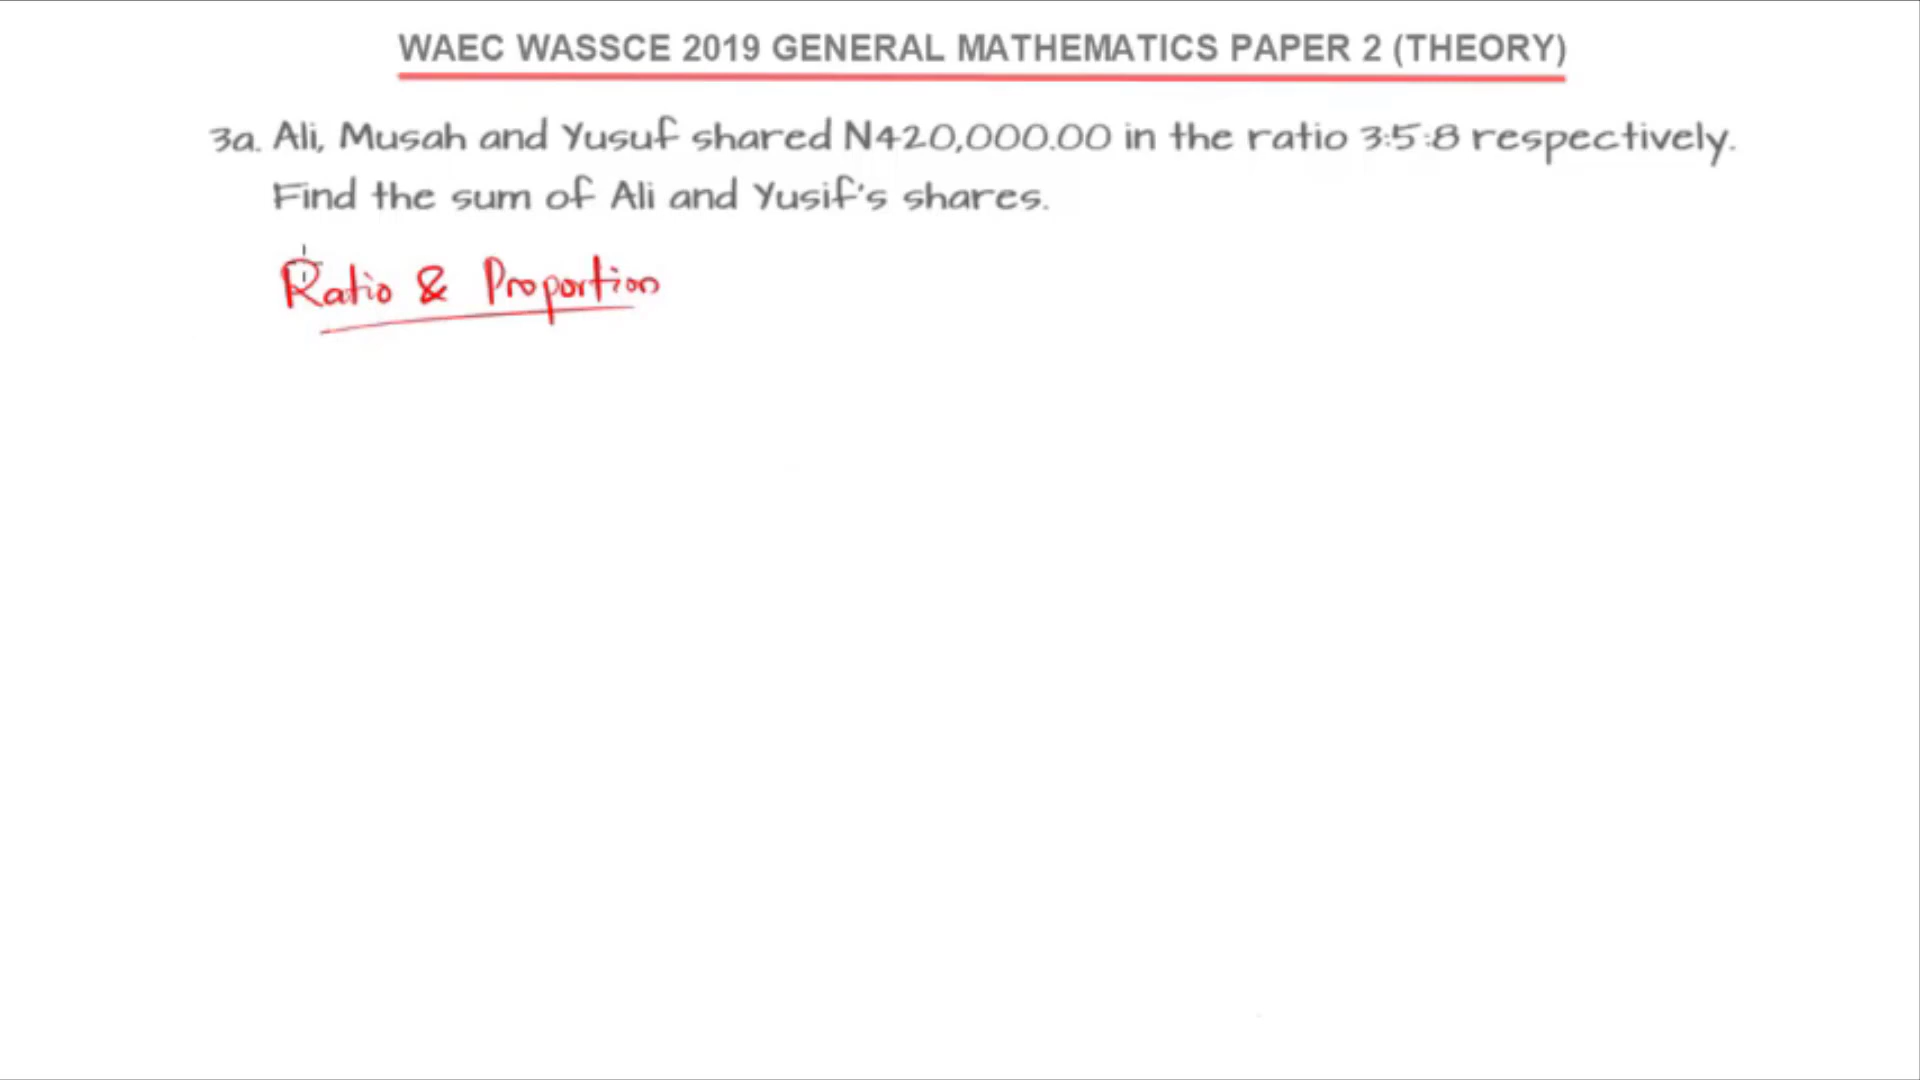 WAEC WASSCE 2019 GENERAL MATHEMATICS PAPER 2 (THEORY)
3a. Ali, Musah and Yusuf shared N420,000.00 in the ratio 3:5:8 respectively.
Find the sum of Ali and Yusif's shares.
Ratio & Proportion